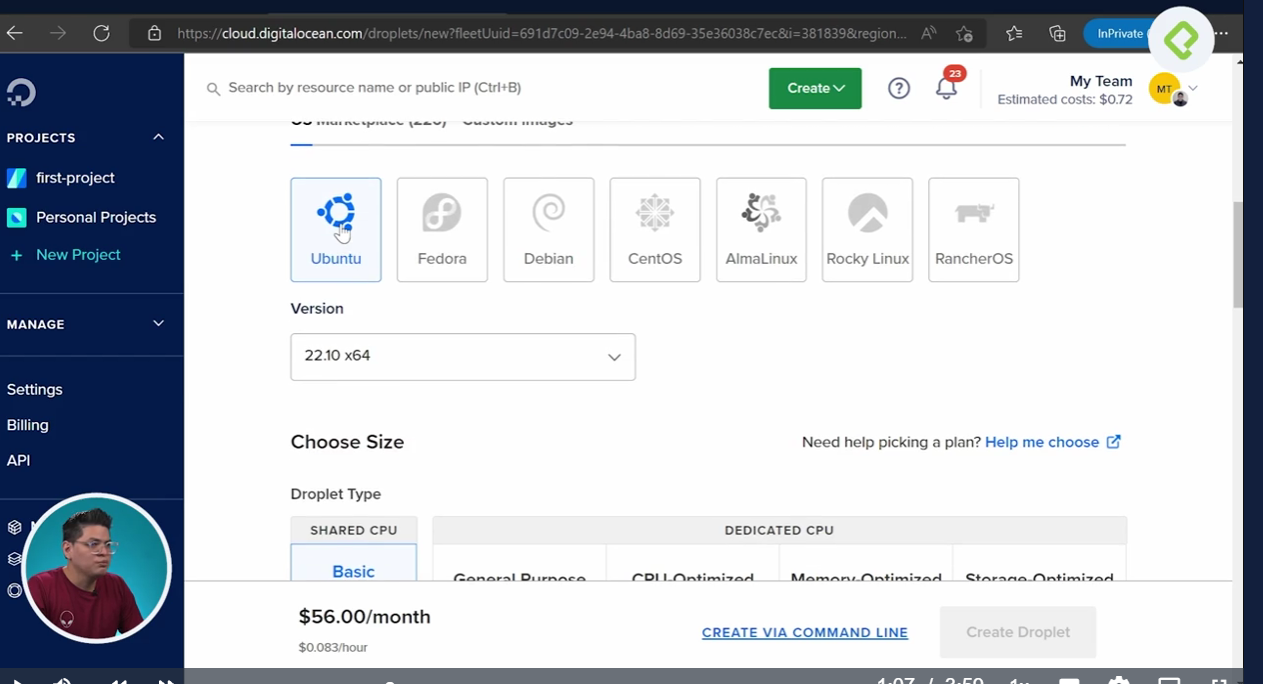 https://cloud.digitalocean.com/droplets/new?fleetUuid=691d7c09-2e94-4ba8-8d69-35e36038c7ec&i=381839&region...
InPrivate
Search by resource name or public IP (Ctrl+B)
Create
?
23
My Team
Estimated costs: $0.72
MT
PROJECTS
first-project
Personal Projects
+ New Project
MANAGE
Settings
Billing
API
OS Marketplace (220) Custom images
Ubuntu
Fedora
Debian
CentOS
AlmaLinux
Rocky Linux
RancherOS
Version
22.10 x64
Choose Size
Need help picking a plan? Help me choose
Droplet Type
SHARED CPU
DEDICATED CPU
Basic
General Purpose
CPU-Optimized
Memory-Optimized
Storage-Optimized
$56.00/month
$0.083/hour
CREATE VIA COMMAND LINE
Create Droplet
1:07 / 3:59